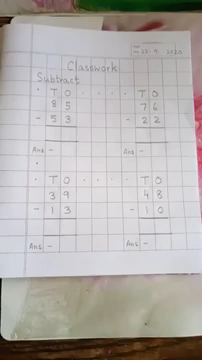 Classwork
Subtract
T O T O
8 5 7 6
- 5 3 - 2 2
Ans - Ans -
T O T O
3 9 4 8
- 1 3 - 1 0
Ans - Ans -